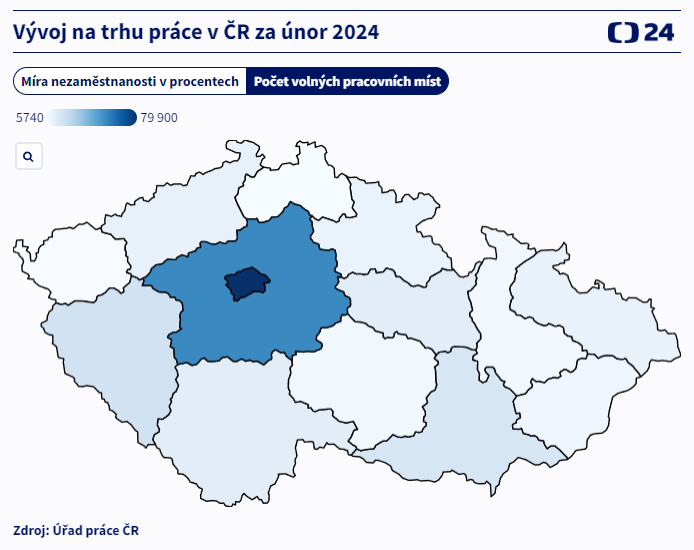 Vývoj na trhu práce v ČR za únor 2024
24
Míra nezaměstnanosti v procentech
Počet volných pracovních míst
5740
79 900
Zdroj: Úřad práce ČR